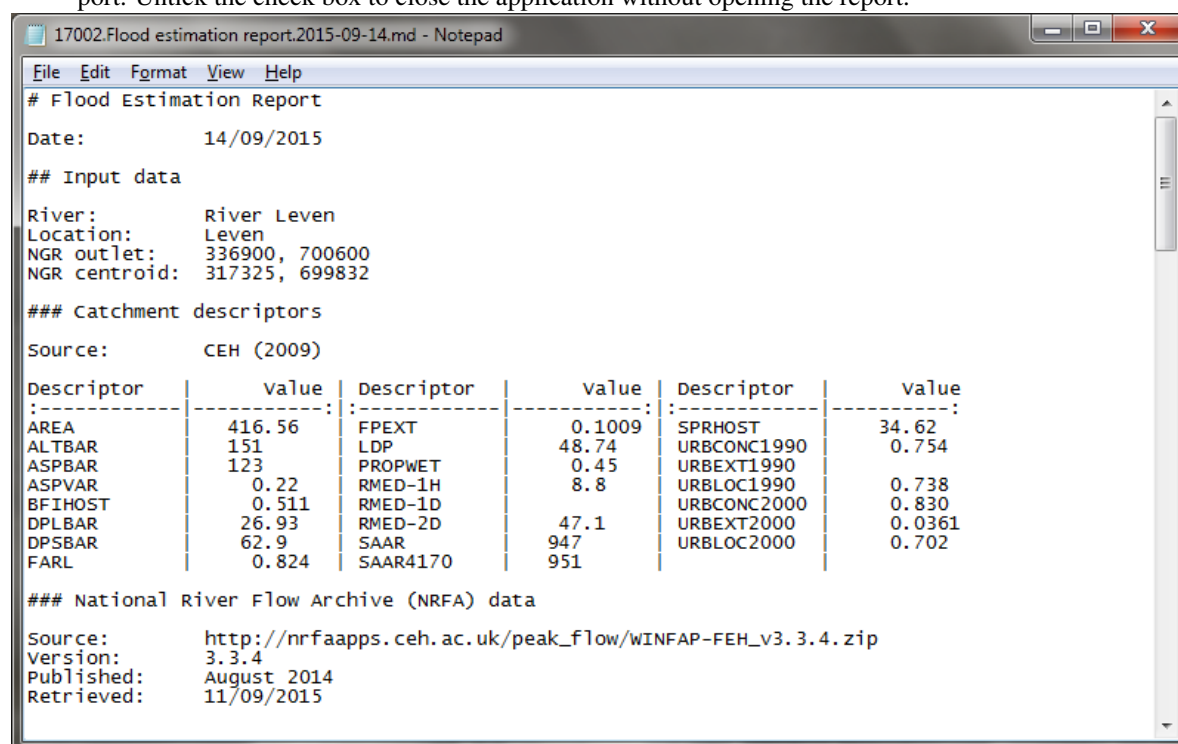 port. Untick the check box to close the application without opening the report.
17002.Flood estimation report.2015-09-14.md - Notepad
File Edit Format View Help
# Flood Estimation Report
Date: 14/09/2015
## Input data
River: River Leven
Location: Leven
NGR outlet: 336900, 700600
NGR centroid: 317325, 699832
### Catchment descriptors
Source: CEH (2009)
Descriptor | Value | Descriptor | Value | Descriptor | Value
:------------|-----------:|:------------|-----------:|:------------|----------:
AREA | 416.56 | FPEXT | 0.1009 | SPRHOST | 34.62
ALTBAR | 151 | LDP | 48.74 | URBCONC1990 | 0.754
ASPBAR | 123 | PROPWET | 0.45 | URBEXT1990 |
ASPVAR | 0.22 | RMED-1H | 8.8 | URBLOC1990 | 0.738
BFIHOST | 0.511 | RMED-1D | | URBCONC2000 | 0.830
DPLBAR | 26.93 | RMED-2D | 47.1 | URBEXT2000 | 0.0361
DPSBAR | 62.9 | SAAR | 947 | URBLOC2000 | 0.702
FARL | 0.824 | SAAR4170 | 951 | |
### National River Flow Archive (NRFA) data
Source: http://nrfaapps.ceh.ac.uk/peak_flow/WINFAP-FEH_v3.3.4.zip
Version: 3.3.4
Published: August 2014
Retrieved: 11/09/2015